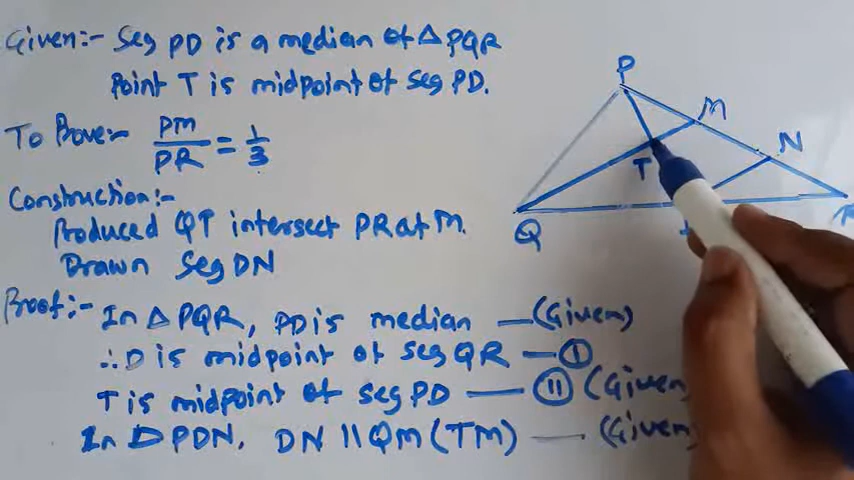 Given:- Seg PD is a median of △PQR
Point T is midpoint of seg PD.
To Prove:- PM/PR = 1/3
Construction:-
Produced QT intersect PR at M.
Drawn Seg DN
Proof:- In △PQR, PD is median — (Given)
∴ D is midpoint of seg QR — Ⅰ
T is midpoint of seg PD — Ⅱ (Given
In △PDN, DN || QM (TM) — (Given
P
M
N
T
Q